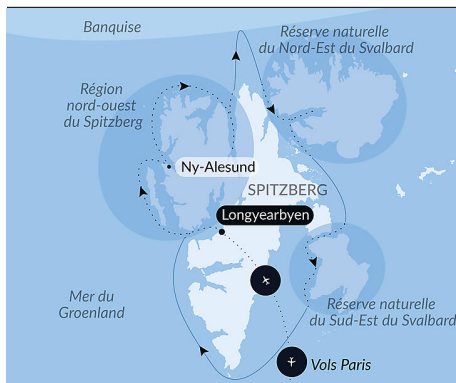 Banquise
Réserve naturelle
du Nord-Est du Svalbard
Région
nord-ouest
du Spitzberg
Ny-Alesund
SPITZBERG
Longyearbyen
Mer du
Groenland
Réserve naturelle
du Sud-Est du Svalbard
Vols Paris